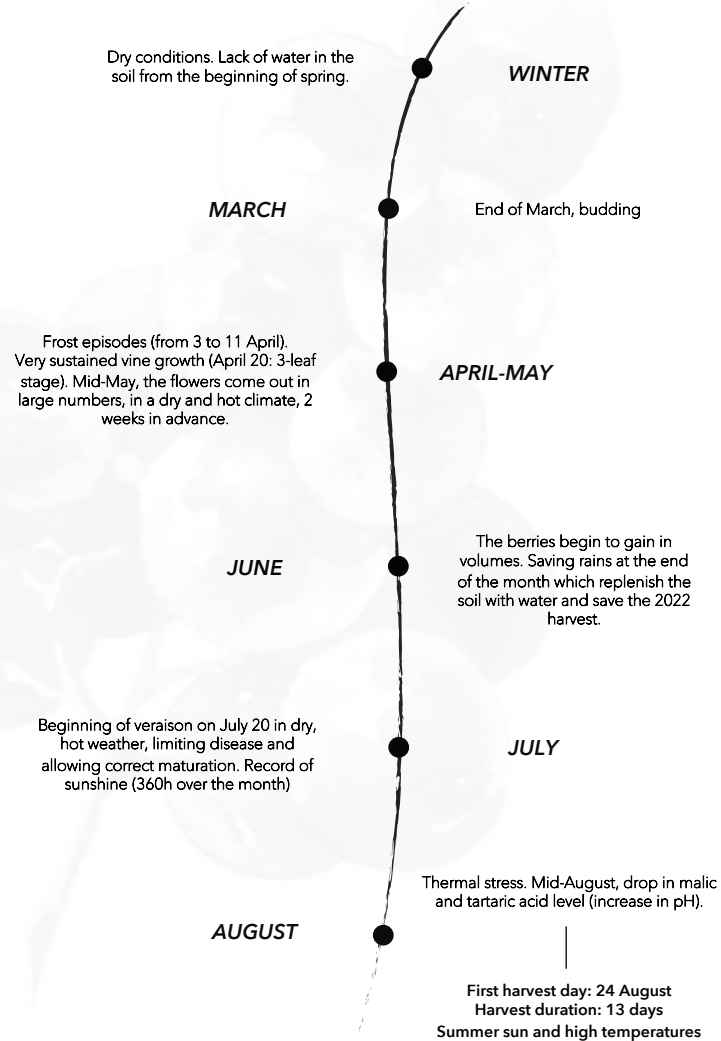 Dry conditions. Lack of water in the
soil from the beginning of spring.
WINTER
MARCH
End of March, budding
Frost episodes (from 3 to 11 April).
Very sustained vine growth (April 20: 3-leaf
stage). Mid-May, the flowers come out in
large numbers, in a dry and hot climate, 2
weeks in advance.
APRIL-MAY
JUNE
The berries begin to gain in
volumes. Saving rains at the end
of the month which replenish the
soil with water and save the 2022
harvest.
Beginning of veraison on July 20 in dry,
hot weather, limiting disease and
allowing correct maturation. Record of
sunshine (360h over the month)
JULY
AUGUST
Thermal stress. Mid-August, drop in malic
and tartaric acid level (increase in pH).
First harvest day: 24 August
Harvest duration: 13 days
Summer sun and high temperatures